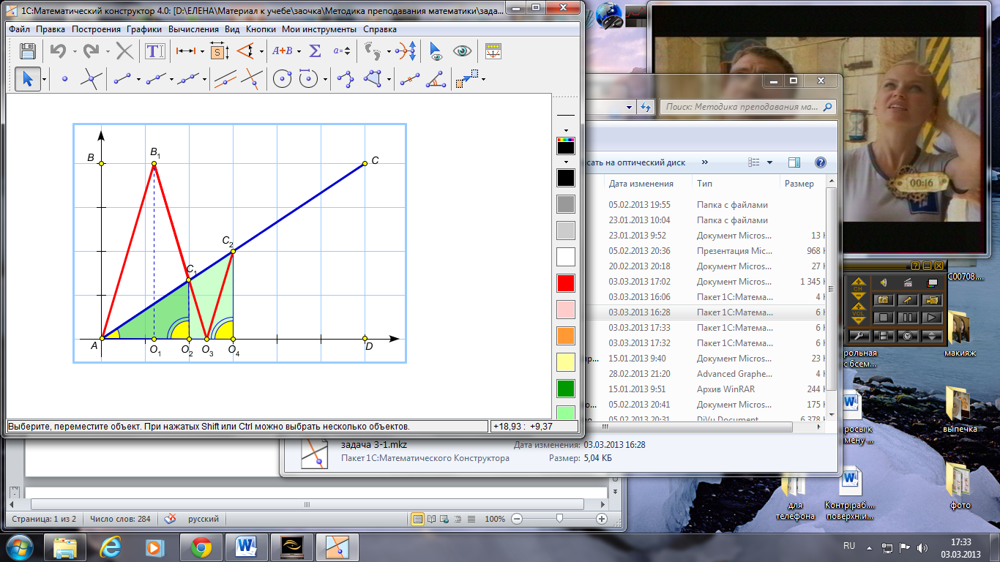 1С:Математический конструктор 4.0: [D:\ЕЛЕНА\Материал к учебе\заочка\Методика преподавания математики\зада...
Файл Правка Построения Графики Вычисления Вид Кнопки Мои инструменты Справка
B
B1
C
C2
C1
A
O1
O2
O3
O4
D
Выберите, переместите объект. При нажатых Shift или Ctrl можно выбрать несколько объектов.
+18,93 : +9,37
00:16
Поиск: Методика преподавания ма...
сать на оптический диск »
Дата изменения Тип Размер
05.02.2013 19:55 Папка с файлами
23.01.2013 10:04 Папка с файлами
23.01.2013 9:52 Документ Micros... 13 К
05.02.2013 20:36 Презентация Mic... 968 К
20.02.2013 20:18 Документ Micros... 27 К
03.03.2013 17:02 Документ Micros... 1 345 К
03.03.2013 16:06 Пакет 1С:Матема... 4 К
03.03.2013 16:28 Пакет 1С:Матема... 6 К
03.03.2013 17:33 Пакет 1С:Матема... 6 К
03.03.2013 17:32 Пакет 1С:Матема... 6 К
15.01.2013 9:40 Документ Micros... 23 К
28.02.2013 21:20 Advanced Graphe... 4 К
15.01.2013 9:51 Архив WinRAR 244 К
05.02.2013 20:41 Документ Micros... 175 К
05.02.2013 20:31 DjVu Document 6 378 К
задача 3-1.mkz
Дата изменения: 03.03.2013 16:28
Пакет 1С:Математического Конструктора
Размер: 5,04 КБ
CH
VOL
C00708....
рольная
с бсем...
макияж
росы к
мену ...
выпечка
для
телефона
Контр.раб....
поверхн.и...
фото
Страница: 1 из 2 Число слов: 284 русский 100%
RU
17:33
03.03.2013